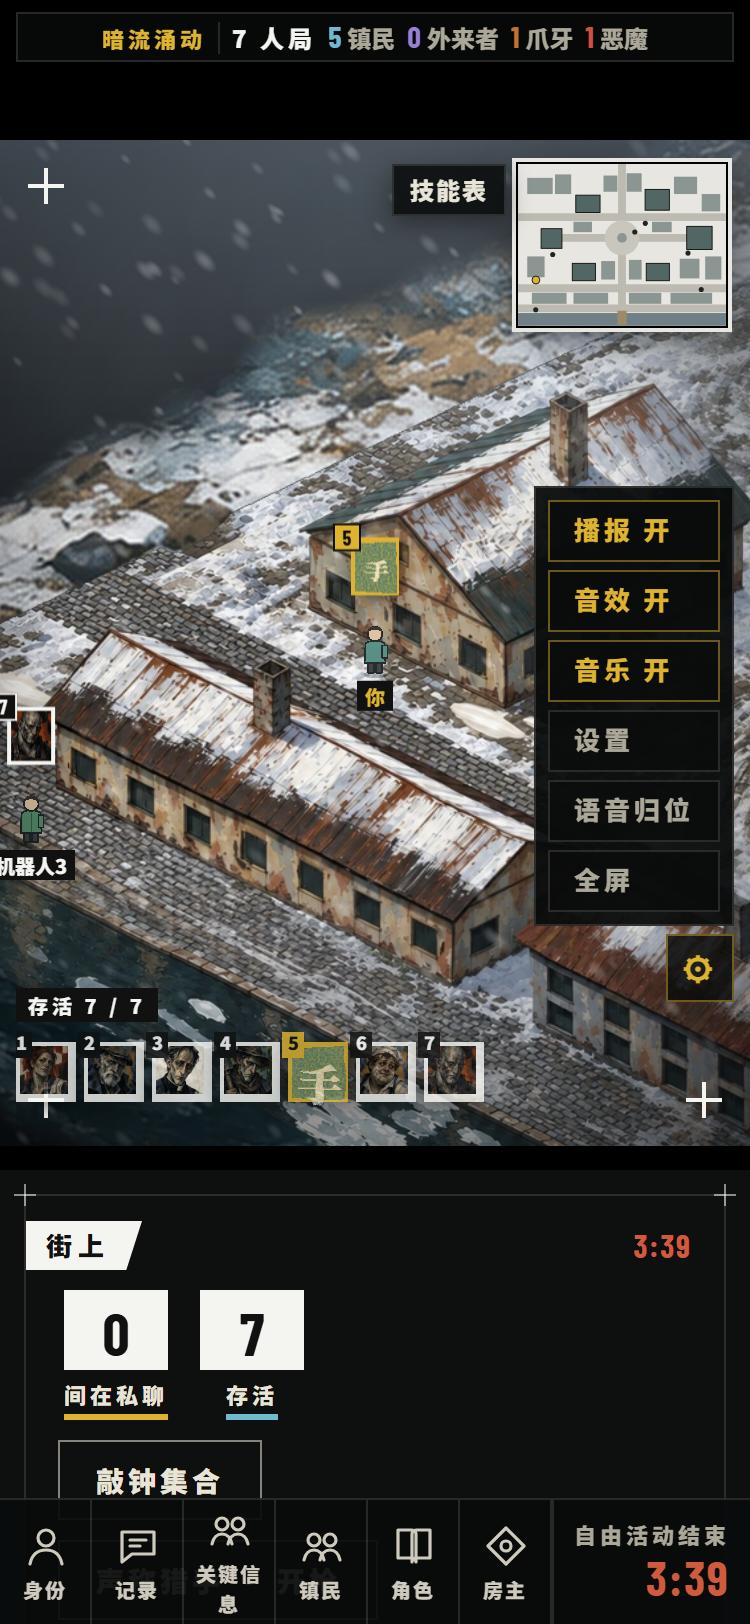 暗流涌动 7 人局 5 镇民 0 外来者 1 爪牙 1 恶魔
技能表
5
手
你
7
机器人3
播报 开
音效 开
音乐 开
设置
语音归位
全屏
存活 7 / 7
1 2 3 4 5 6 7
手
街上
3:39
0 7
间在私聊 存活
敲钟集合
身份 记录 关键信息 镇民 角色 房主
自由活动结束
3:39